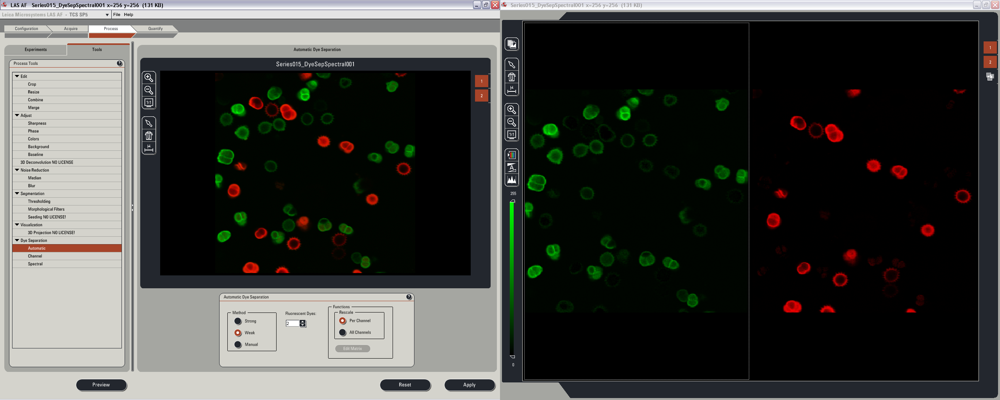 LAS AF Series015_DyeSepSpectral001 x=256 y=256 (131 KB)
Leica Microsystems LAS AF - TCS SP5
File Help
Configuration Acquire Process Quantify
Experiments Tools
Process Tools
?
Edit
Crop
Resize
Combine
Merge
Adjust
Sharpness
Phase
Colors
Background
Baseline
3D Deconvolution NO LICENSE
Noise Reduction
Median
Blur
Segmentation
Thresholding
Morphological Filters
Seeding NO LICENSE!
Visualization
3D Projection NO LICENSE!
Dye Separation
Automatic
Channel
Spectral
Preview
Automatic Dye Separation
Series015_DyeSepSpectral001
1:1
µ
1
2
Automatic Dye Separation
?
Method
Strong
Weak
Manual
Fluorescent Dyes:
2
Functions
Rescale
Per Channel
All Channels
Edit Matrix
Reset
Apply
Series015_DyeSepSpectral001 x=256 y=256 (131 KB)
µ
1:1
A
255
0
1
2